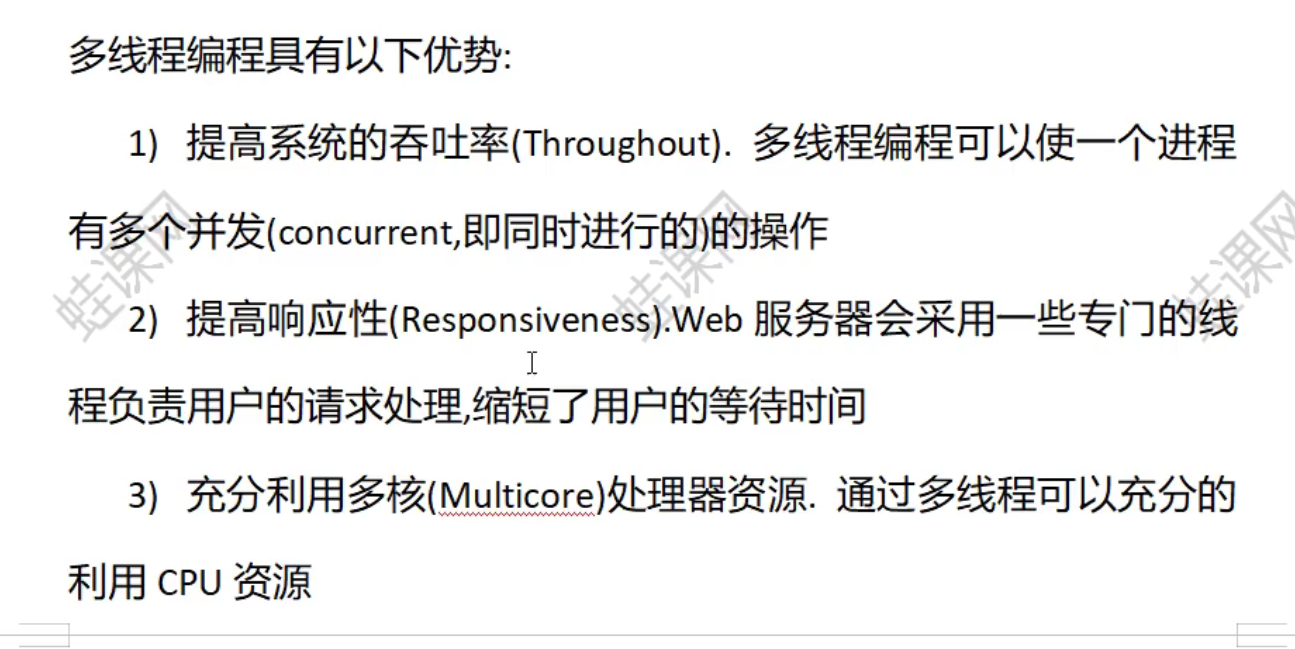 多线程编程具有以下优势:
1) 提高系统的吞吐率(Throughout). 多线程编程可以使一个进程
有多个并发(concurrent,即同时进行的)的操作
2) 提高响应性(Responsiveness).Web 服务器会采用一些专门的线
程负责用户的请求处理,缩短了用户的等待时间
3) 充分利用多核(Multicore)处理器资源. 通过多线程可以充分的
利用 CPU 资源
蛙课网
蛙课网
蛙课网